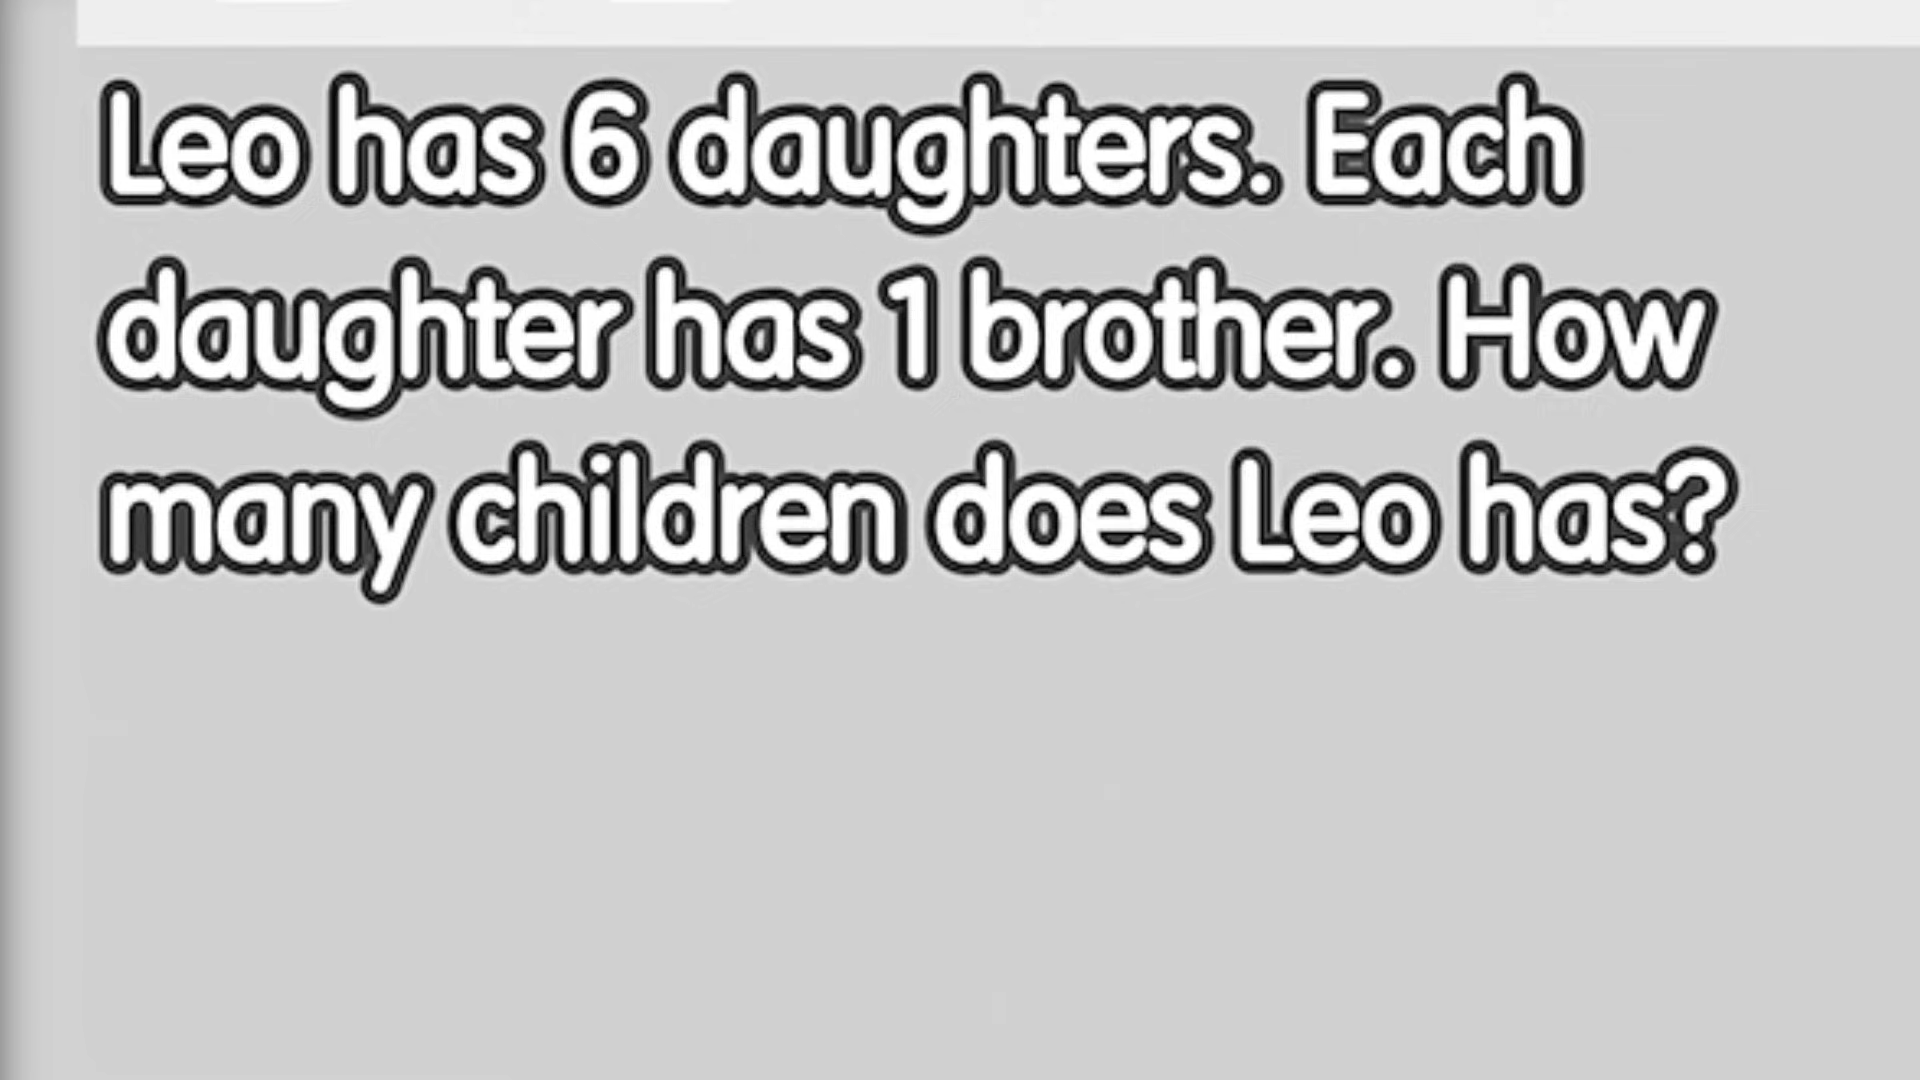 Leo has 6 daughters. Each
daughter has 1 brother. How
many children does Leo has?